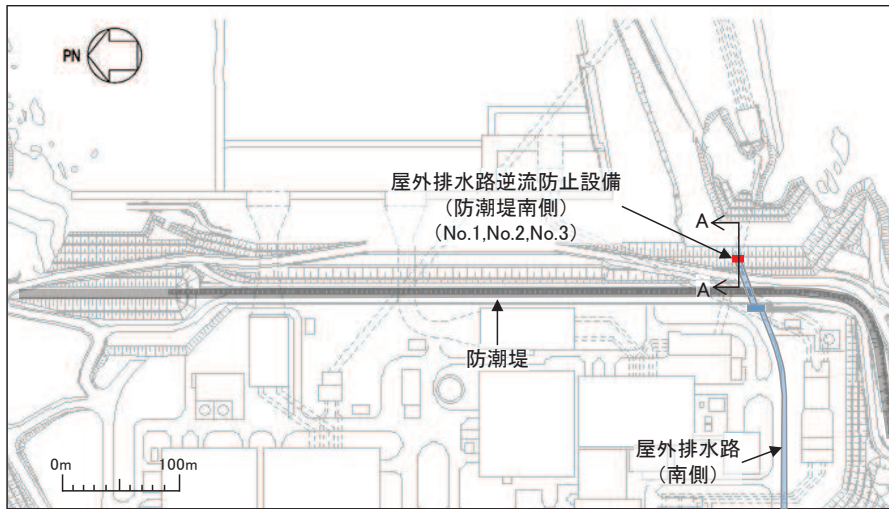 PN
屋外排水路逆流防止設備
（防潮堤南側）
（No.1,No.2,No.3）
A
A
防潮堤
屋外排水路
（南側）
0m
100m